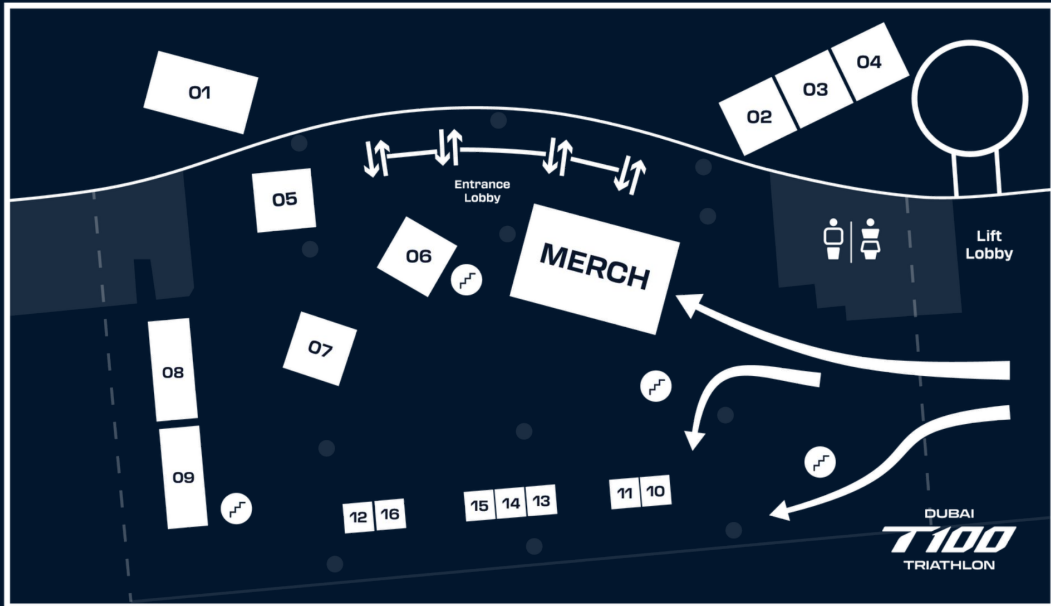 01
02
03
04
05
Entrance
Lobby
06
MERCH
Lift
Lobby
07
08
09
12 16
15 14 13
11 10
DUBAI
T100
TRIATHLON